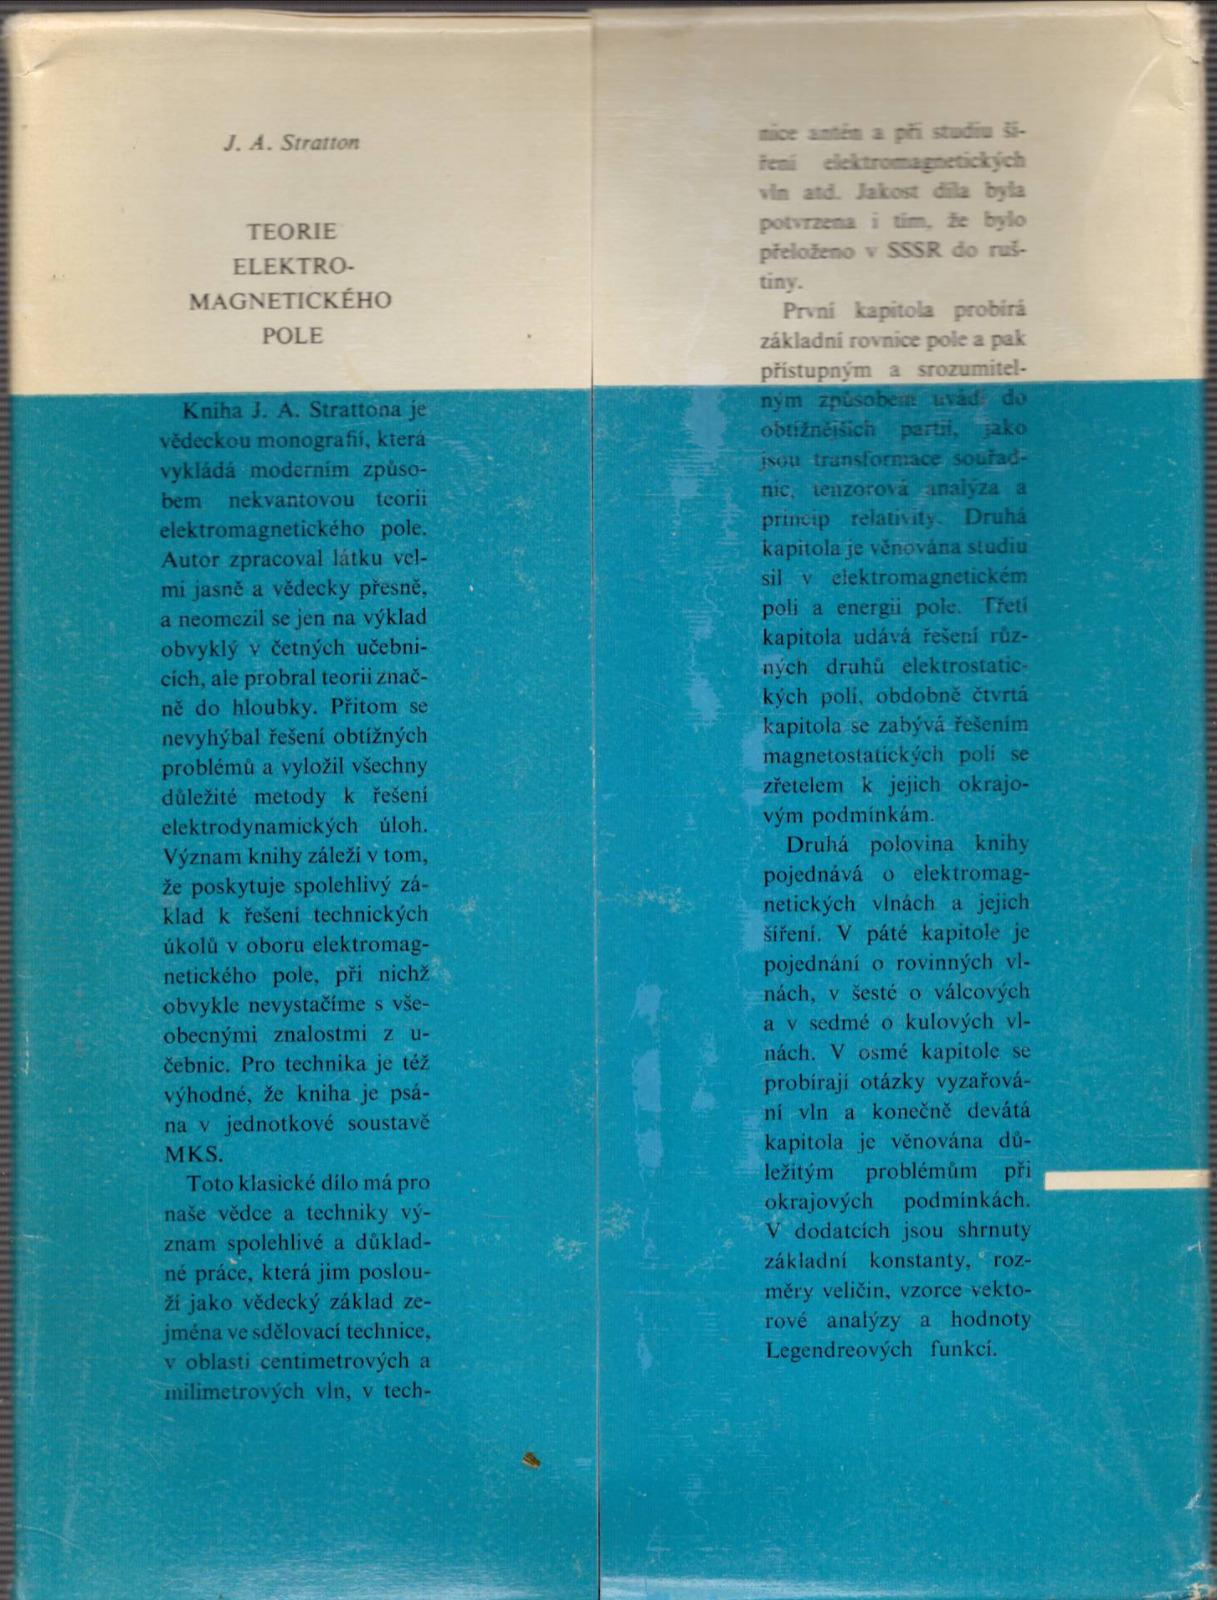 J. A. Stratton
TEORIE
ELEKTRO-
MAGNETICKÉHO
POLE
Kniha J. A. Strattona je
vědeckou monografií, která
vykládá moderním způso-
bem nekvantovou teorii
elektromagnetického pole.
Autor zpracoval látku vel-
mi jasně a vědecky přesně,
a neomezil se jen na výklad
obvyklý v četných učebni-
cích, ale probral teorii znač-
ně do hloubky. Přitom se
nevyhýbal řešení obtížných
problémů a vyložil všechny
důležité metody k řešení
elektrodynamických úloh.
Význam knihy záleží v tom,
že poskytuje spolehlivý zá-
klad k řešení technických
úkolů v oboru elektromag-
netického pole, při nichž
obvykle nevystačíme s vše-
obecnými znalostmi z u-
čebnic. Pro technika je též
výhodné, že kniha je psá-
na v jednotkové soustavě
MKS.
Toto klasické dílo má pro
naše vědce a techniky vý-
znam spolehlivé a důklad-
né práce, která jim poslou-
ží jako vědecký základ ze-
jména ve sdělovací technice,
v oblasti centimetrových a
milimetrových vln, v tech-
nice antén a při studiu ší-
ření elektromagnetických
vln atd. Jakost díla byla
potvrzena i tím, že bylo
přeloženo v SSSR do ruš-
tiny.
První kapitola probírá
základní rovnice pole a pak
přístupným a srozumitel-
ným způsobem uvádí do
obtížnějších partií, jako
jsou transformace souřad-
nic, tenzorová analýza a
princip relativity. Druhá
kapitola je věnována studiu
sil v elektromagnetickém
poli a energii pole. Třetí
kapitola udává řešení růz-
ných druhů elektrostatic-
kých polí, obdobně čtvrtá
kapitola se zabývá řešením
magnetostatických polí se
zřetelem k jejich okrajo-
vým podmínkám.
Druhá polovina knihy
pojednává o elektromag-
netických vlnách a jejich
šíření. V páté kapitole je
pojednání o rovinných vl-
nách, v šesté o válcových
a v sedmé o kulových vl-
nách. V osmé kapitole se
probírají otázky vyzařová-
ní vln a konečně devátá
kapitola je věnována dů-
ležitým problémům při
okrajových podmínkách.
V dodatcích jsou shrnuty
základní konstanty, roz-
měry veličin, vzorce vekto-
rové analýzy a hodnoty
Legendreových funkcí.